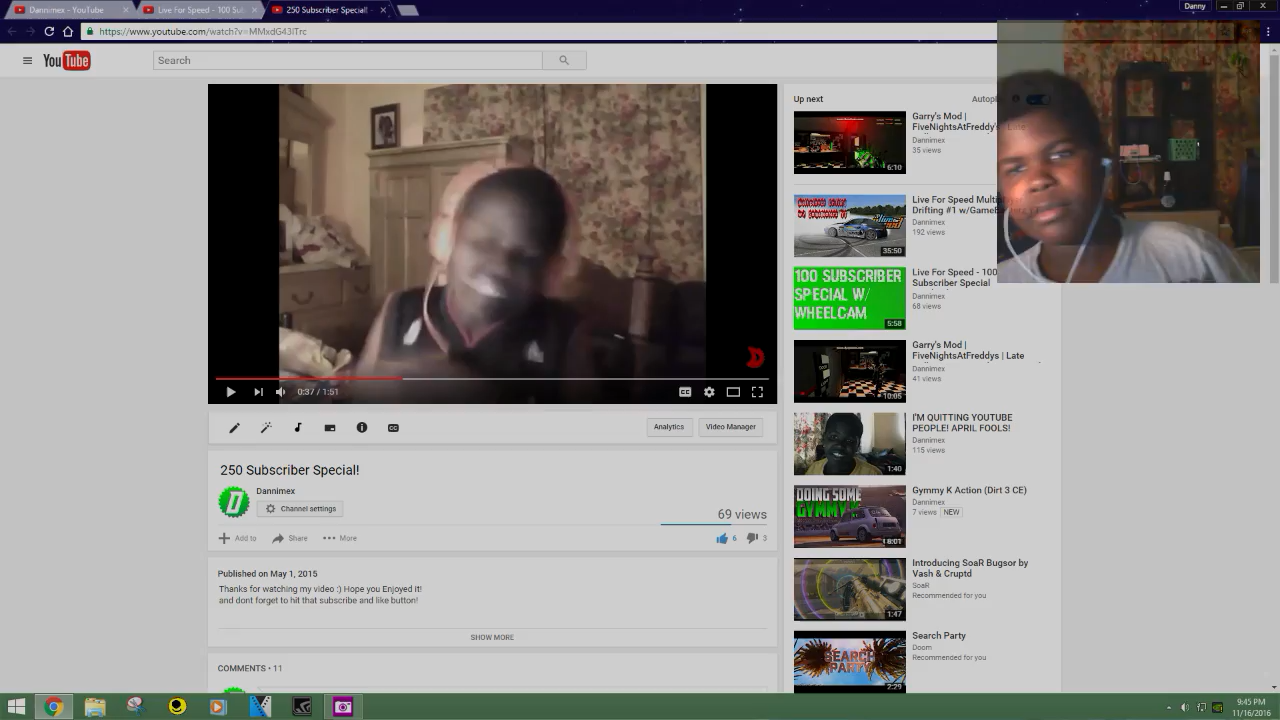 Dannimex - YouTube
Live For Speed - 100 Sub
250 Subscriber Special! -
Danny
https://www.youtube.com/watch?v=MMxdG43lTrc
YouTube
Search
Up next
Autopl
Garry's Mod |
FiveNightsAtFreddy's
Late
Dannimex
35 views
6:10
Live For Speed Multi
Drifting #1 w/GameB
Dannimex
192 views
35:50
100 SUBSCRIBER
SPECIAL W/
WHEELCAM
5:58
Live For Speed - 100
Subscriber Special
Dannimex
68 views
Garry's Mod |
FiveNightsAtFreddys | Late
Dannimex
41 views
10:05
0:37 / 1:51
CC
I'M QUITTING YOUTUBE
PEOPLE! APRIL FOOLS!
Dannimex
115 views
1:40
Analytics
Video Manager
250 Subscriber Special!
Dannimex
Channel settings
69 views
Add to
Share
More
6
3
DOING SOME
GYMMY K
8:01
Gymmy K Action (Dirt 3 CE)
Dannimex
7 views NEW
Published on May 1, 2015
Thanks for watching my video :) Hope you Enjoyed it!
and dont forget to hit that subscribe and like button!
SHOW MORE
COMMENTS • 11
Introducing SoaR Bugsor by
Vash & Cruptd
SoaR
Recommended for you
1:47
Search Party
Doom
Recommended for you
SEARCH
PARTY
2:29
9:45 PM
11/16/2016